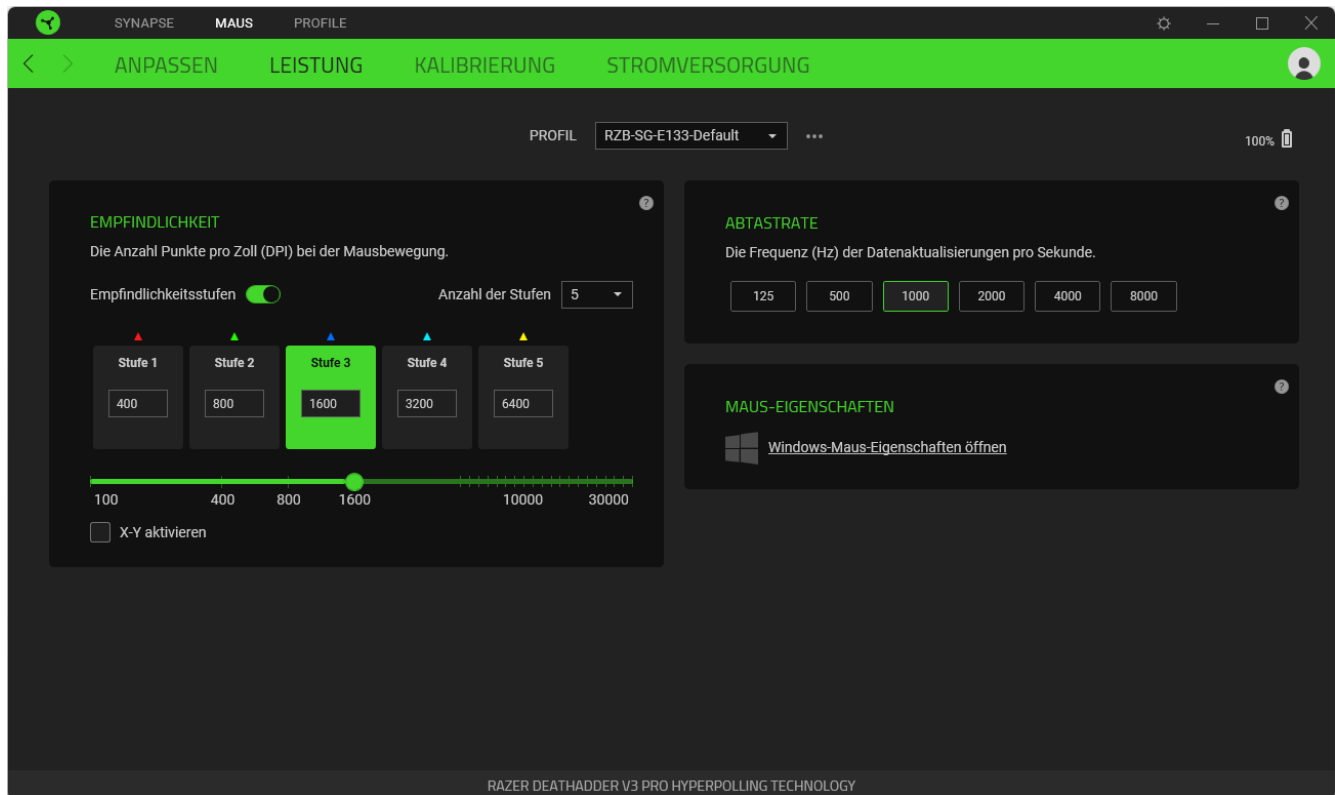 SYNAPSE MAUS PROFILE
ANPASSEN LEISTUNG KALIBRIERUNG STROMVERSORGUNG
PROFIL RZB-SG-E133-Default
100%
EMPFINDLICHKEIT
Die Anzahl Punkte pro Zoll (DPI) bei der Mausbewegung.
Empfindlichkeitsstufen Anzahl der Stufen 5
Stufe 1 Stufe 2 Stufe 3 Stufe 4 Stufe 5
400 800 1600 3200 6400
100 400 800 1600 10000 30000
X-Y aktivieren
ABTASTRATE
Die Frequenz (Hz) der Datenaktualisierungen pro Sekunde.
125 500 1000 2000 4000 8000
MAUS-EIGENSCHAFTEN
Windows-Maus-Eigenschaften öffnen
RAZER DEATHADDER V3 PRO HYPERPOLLING TECHNOLOGY